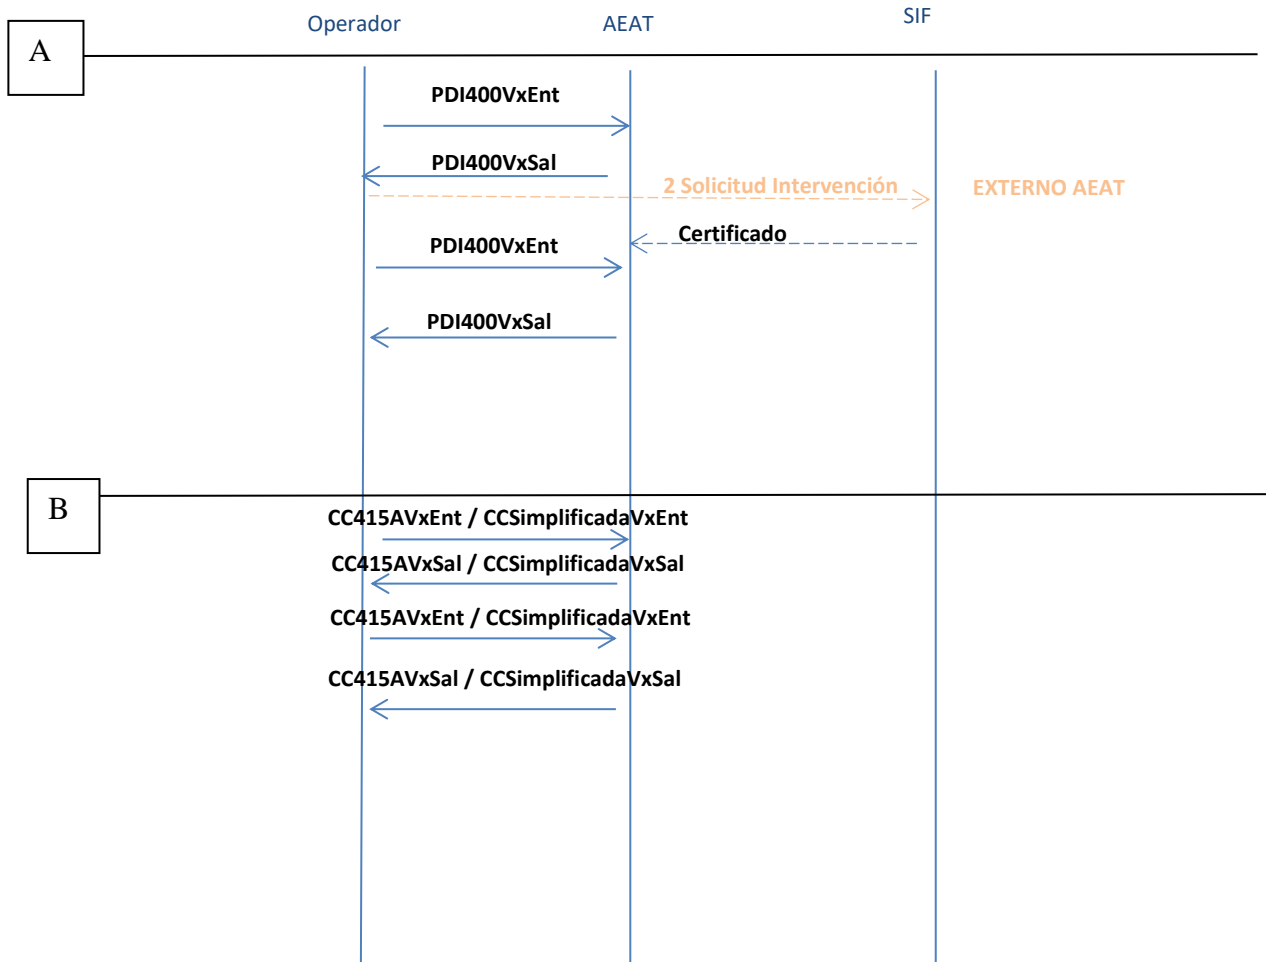 Operador
AEAT
SIF
A
PDI400VxEnt
PDI400VxSal
2 Solicitud Intervención
EXTERNO AEAT
Certificado
PDI400VxEnt
PDI400VxSal
B
CC415AVxEnt / CCSimplificadaVxEnt
CC415AVxSal / CCSimplificadaVxSal
CC415AVxEnt / CCSimplificadaVxEnt
CC415AVxSal / CCSimplificadaVxSal